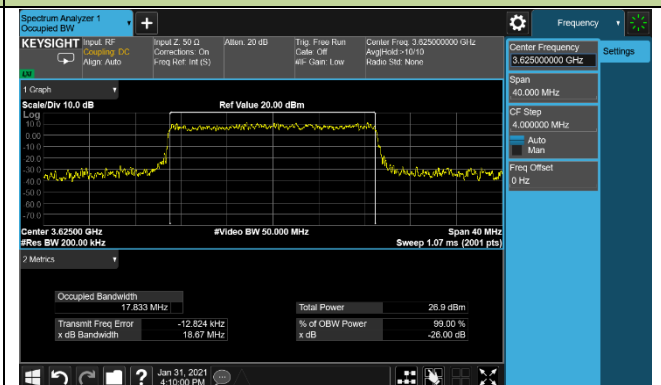 Spectrum Analyzer 1
Occupied BW
+
Frequency
KEYSIGHT
Input: RF
Coupling: DC
Align: Auto
Input Z: 50 Ω
Corrections: On
Freq Ref: Int (S)
Atten: 20 dB
Trig: Free Run
Gate: Off
#IF Gain: Low
Center Freq: 3.625000000 GHz
Avg|Hold:>10/10
Radio Std: None
Center Frequency
3.625000000 GHz
Settings
Span
40.000 MHz
CF Step
4.000000 MHz
Auto
Man
Freq Offset
0 Hz
1 Graph
Scale/Div 10.0 dB
Ref Value 20.00 dBm
Log
10.0
0.00
-10.0
-20.0
-30.0
-40.0
-50.0
-60.0
-70.0
Center 3.62500 GHz
#Video BW 50.000 MHz
Span 40 MHz
#Res BW 200.00 kHz
Sweep 1.07 ms (2001 pts)
2 Metrics
Occupied Bandwidth
17.833 MHz
Total Power
26.9 dBm
Transmit Freq Error
-12.824 kHz
% of OBW Power
99.00 %
x dB Bandwidth
18.67 MHz
x dB
-26.00 dB
?
Jan 31, 2021
4:10:00 PM